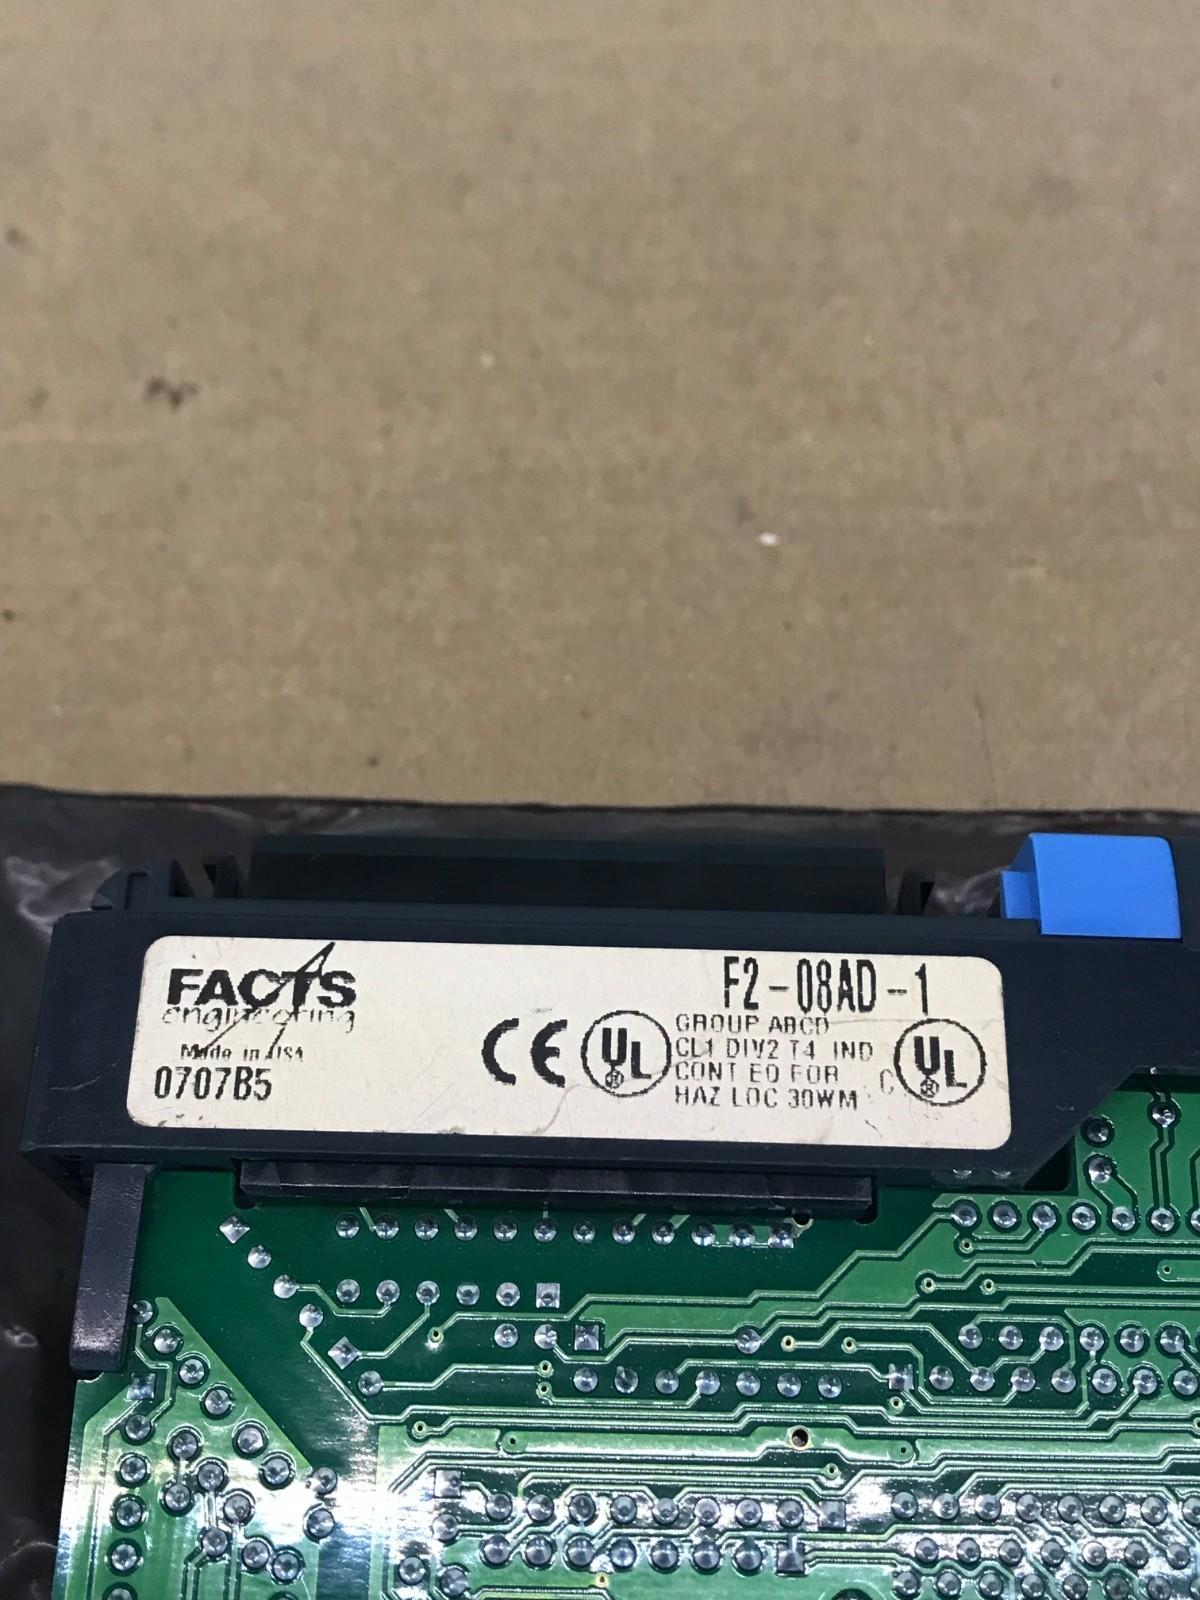 FACTS
engineering
Made in USA
0707B5
F2-08AD-1
CE
UL
GROUP ABCD
CL1 DIV2 T4 IND
CONT EQ FOR
HAZ LOC 30WM
C UL